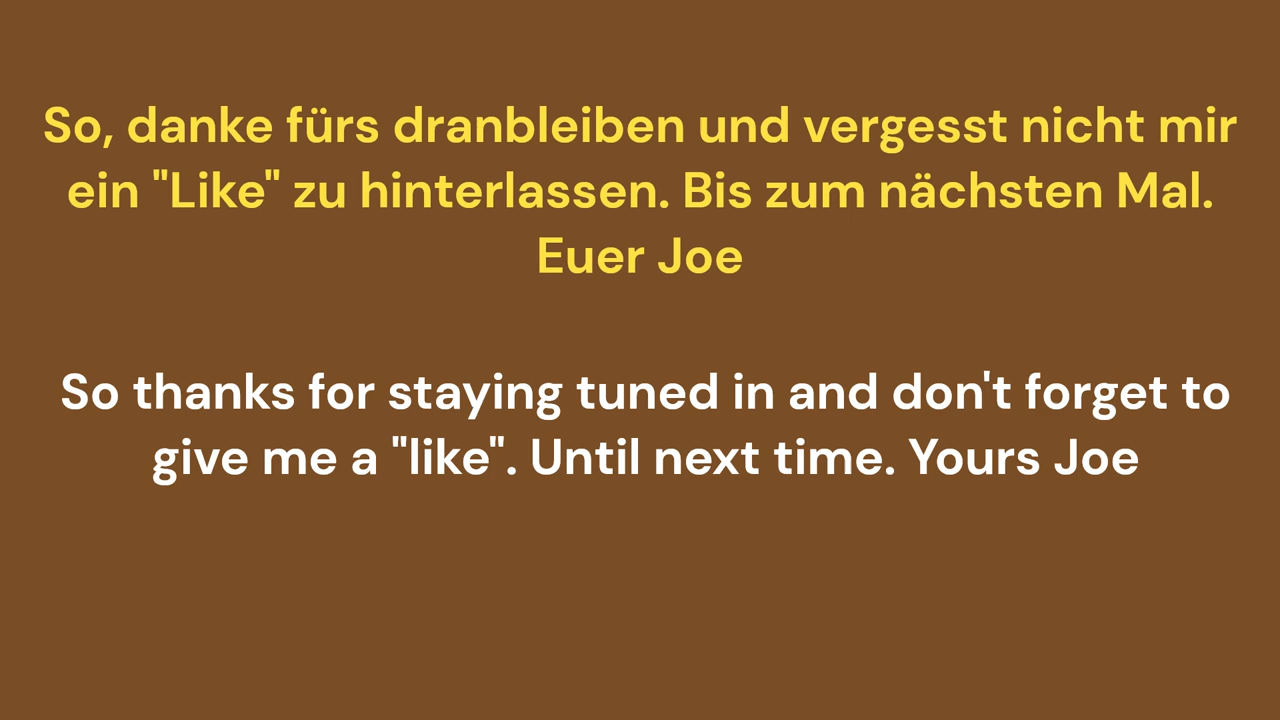 So, danke fürs dranbleiben und vergesst nicht mir
ein "Like" zu hinterlassen. Bis zum nächsten Mal.
Euer Joe
So thanks for staying tuned in and don't forget to
give me a "like". Until next time. Yours Joe